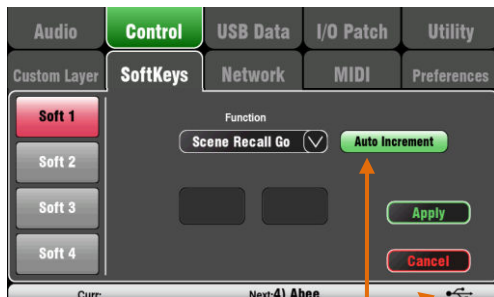 Audio Control USB Data I/O Patch Utility
Custom Layer SoftKeys Network MIDI Preferences
Soft 1
Function
Scene Recall Go Auto Increment
Soft 2
Soft 3 Apply
Soft 4 Cancel
Curr: Next:4) Abee